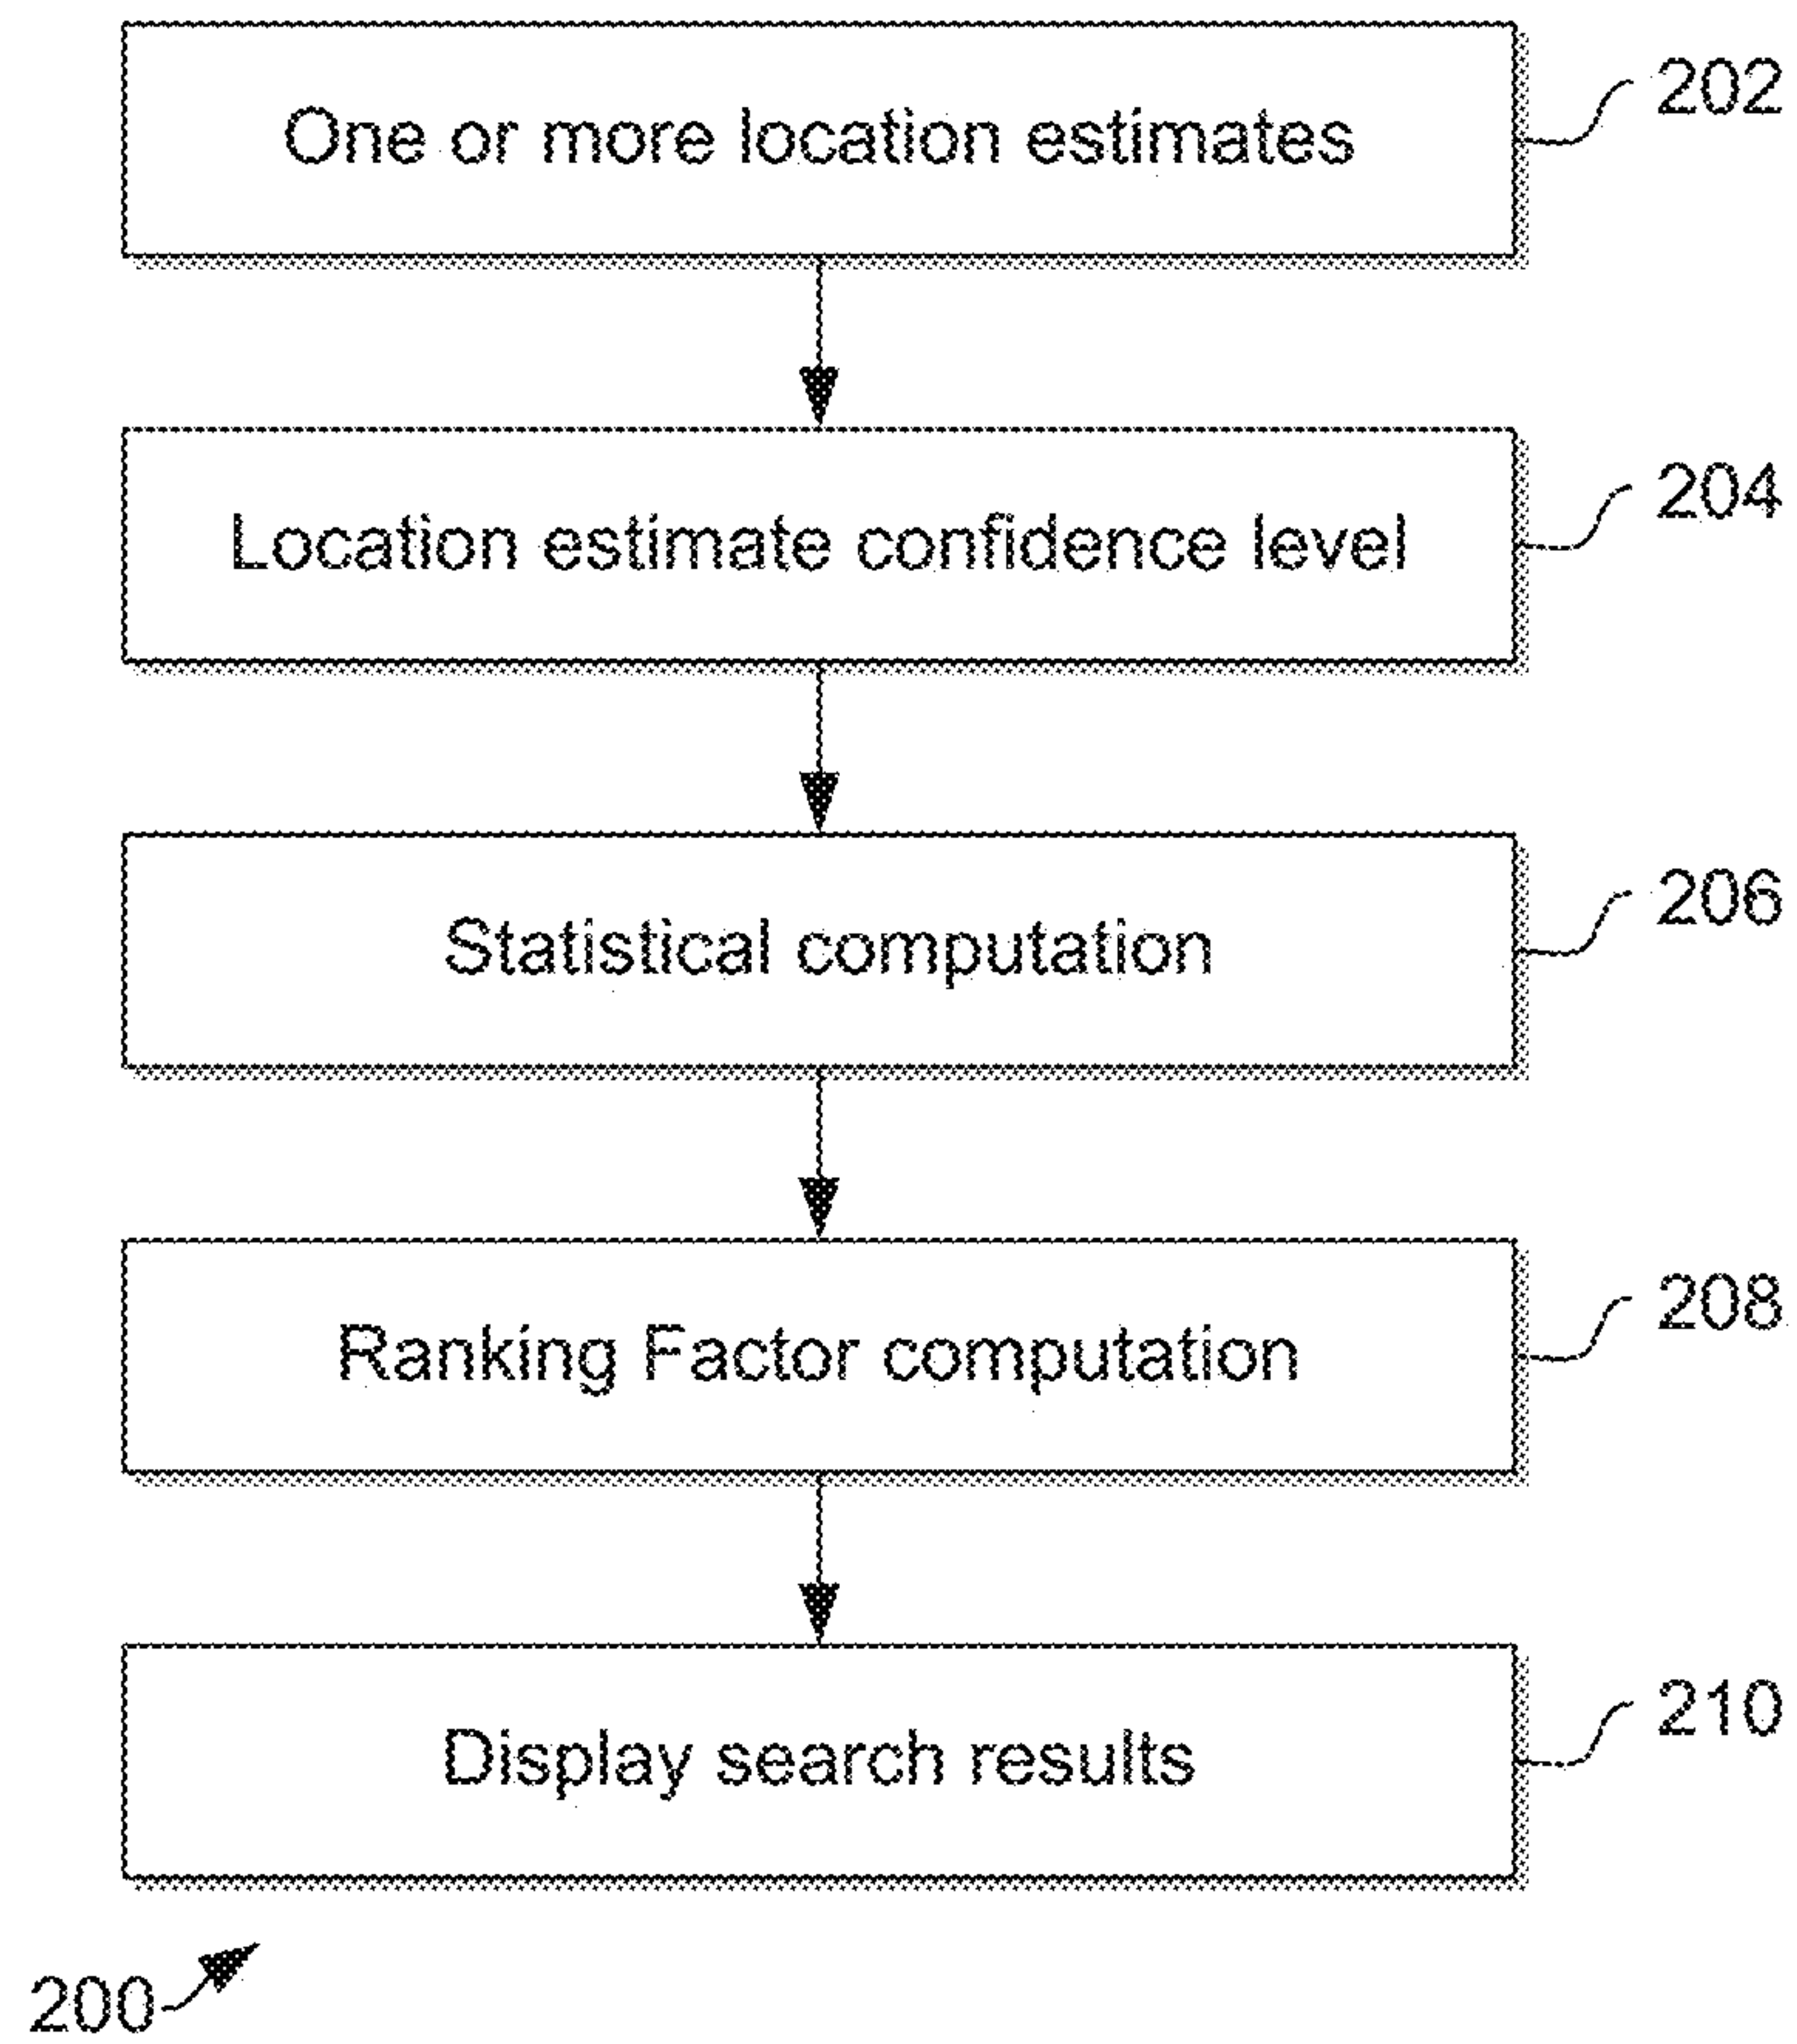 One or more location estimates
202
Location estimate confidence level
204
Statistical computation
206
Ranking Factor computation
208
Display search results
210
200